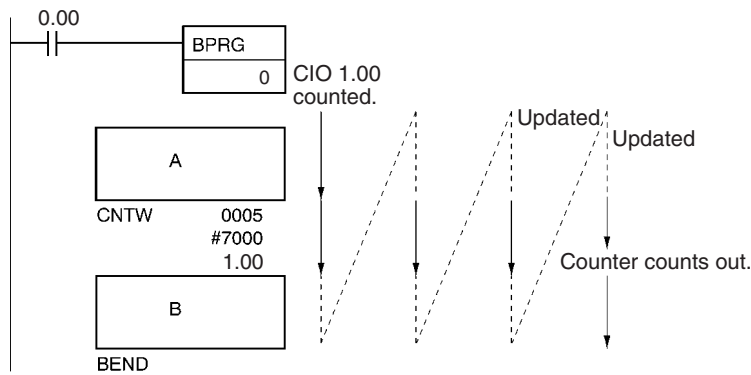 0.00
BPRG
0
CIO 1.00
counted.
Updated
Updated
A
CNTW 0005
#7000
1.00
Counter counts out.
B
BEND